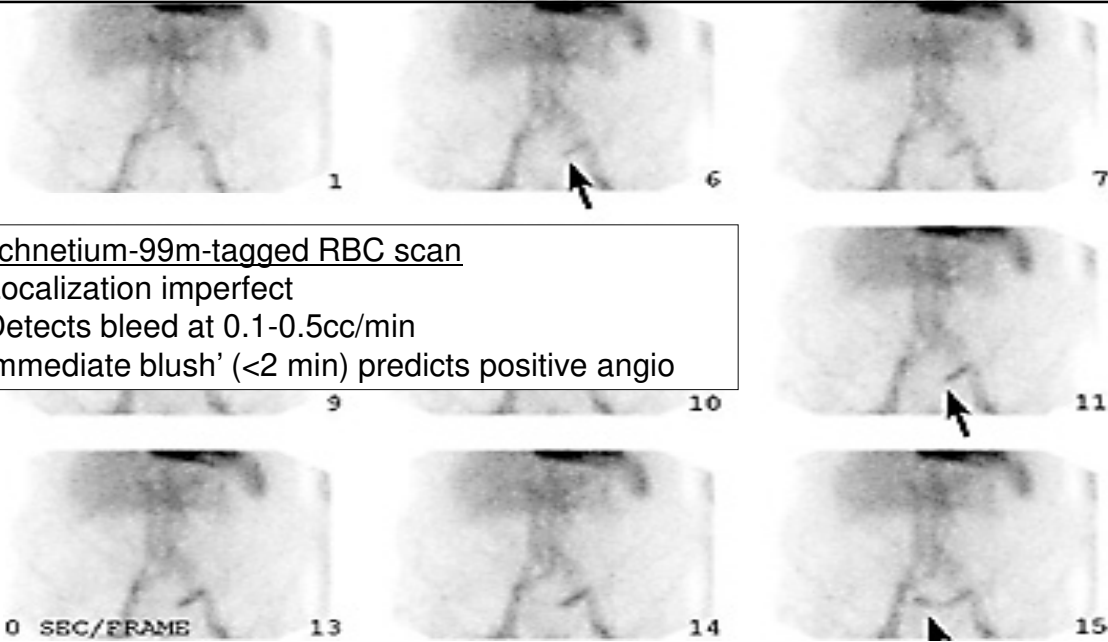 1
6
7
chnetium-99m-tagged RBC scan
ocalization imperfect
Detects bleed at 0.1-0.5cc/min
mmediate blush’ (<2 min) predicts positive angio
9
10
11
0 SEC/FRAME
13
14
15